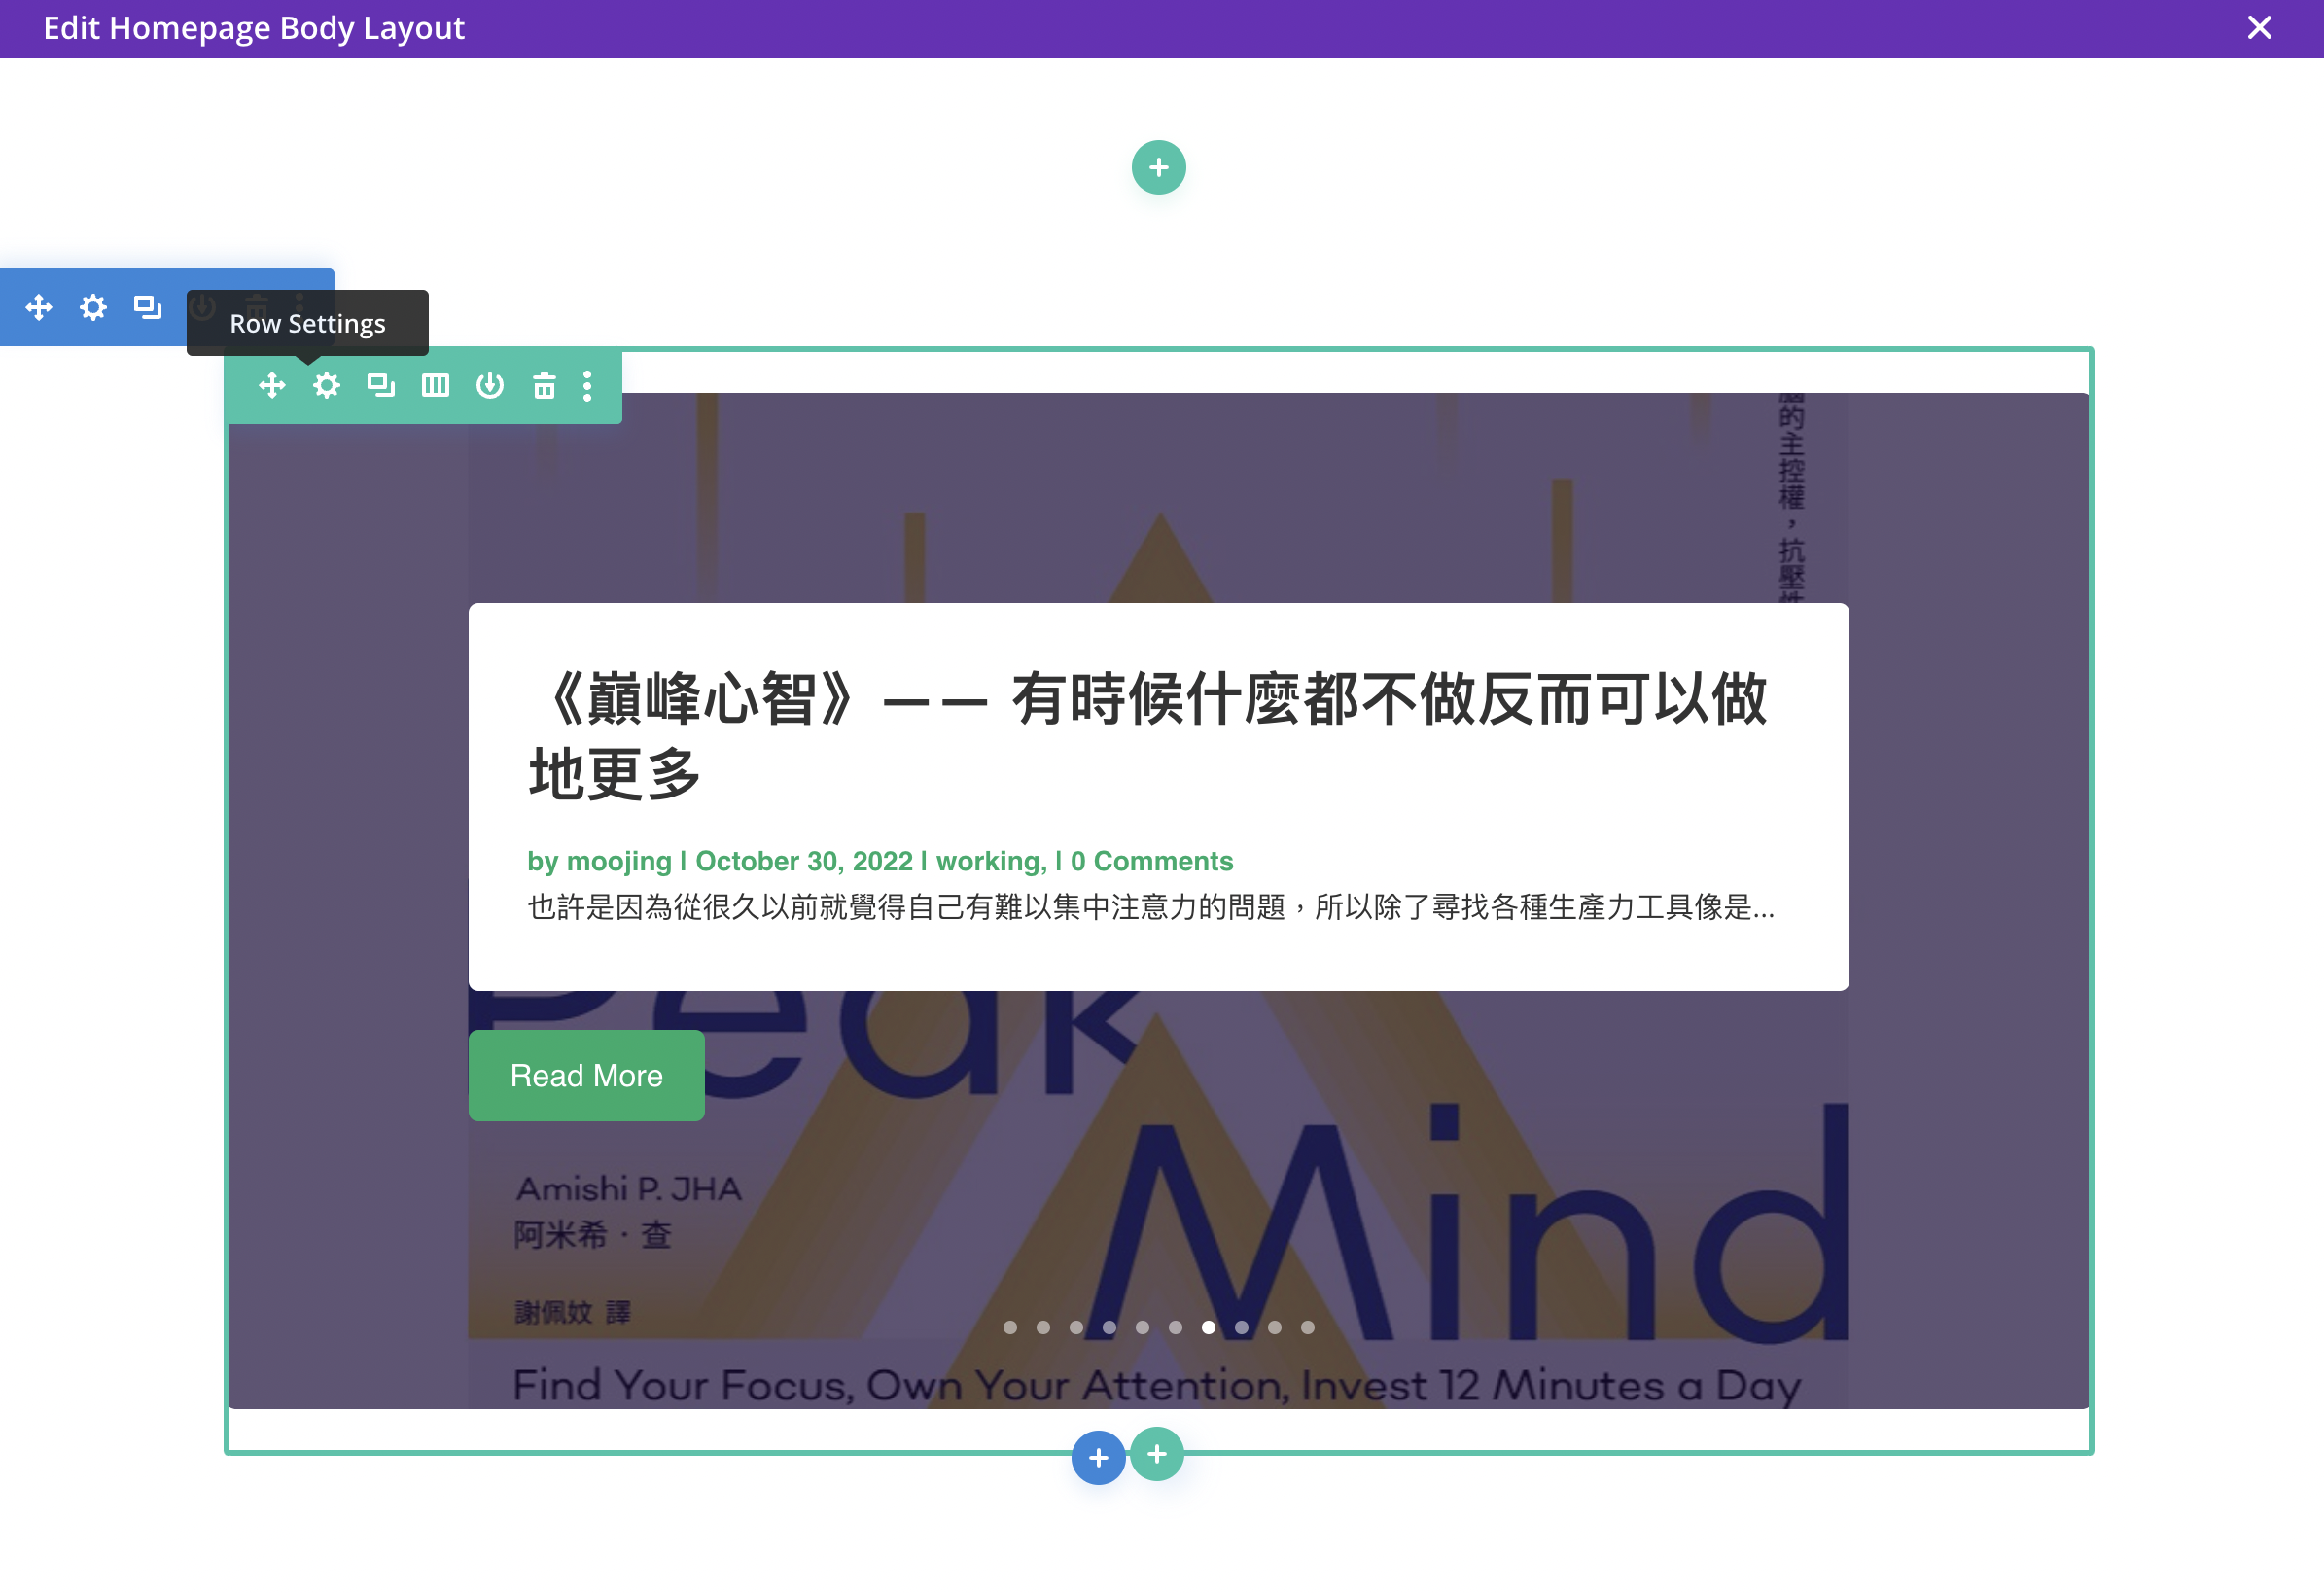 Edit Homepage Body Layout
Row Settings
的主控權，抗壓
《巔峰心智》—— 有時候什麼都不做反而可以做
地更多
by moojing | October 30, 2022 | working, | 0 Comments
也許是因為從很久以前就覺得自己有難以集中注意力的問題，所以除了尋找各種生產力工具像是...
Peak
Read More
Mind
Amishi P. JHA
阿米希・查
謝佩妏 譯
Find Your Focus, Own Your Attention, Invest 12 Minutes a Day